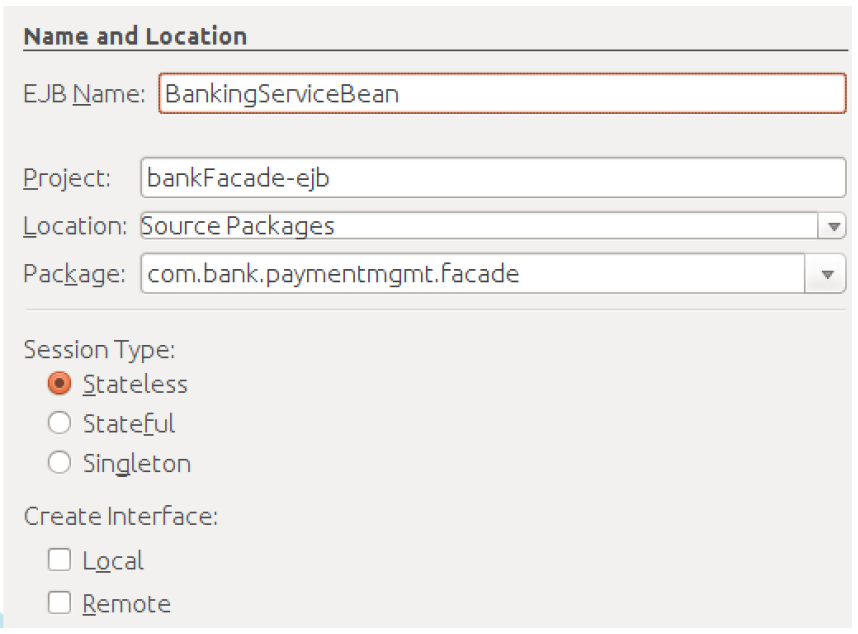 Name and Location
EJB Name: BankingServiceBean
Project: bankFacade-ejb
Location: Source Packages
Package: com.bank.paymentmgmt.facade
Session Type:
Stateless
Stateful
Singleton
Create Interface:
Local
Remote